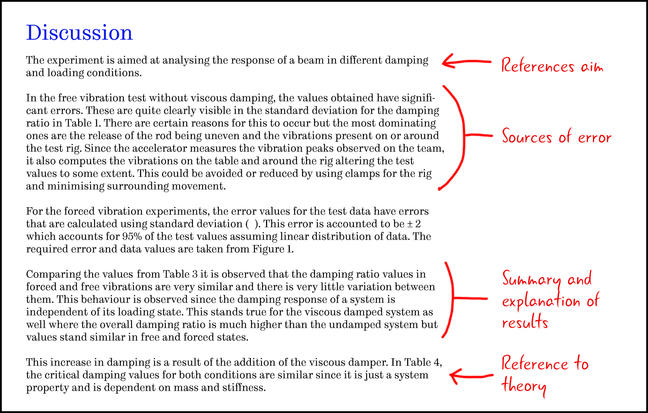 Discussion
The experiment is aimed at analysing the response of a beam in different damping
and loading conditions.
References aim
In the free vibration test without viscous damping, the values obtained have signifi-
cant errors. These are quite clearly visible in the standard deviation for the damping
ratio in Table 1. There are certain reasons for this to occur but the most dominating
ones are the release of the rod being uneven and the vibrations present on or around
the test rig. Since the accelerator measures the vibration peaks observed on the team,
it also computes the vibrations on the table and around the rig altering the test
values to some extent. This could be avoided or reduced by using clamps for the rig
and minimising surrounding movement.
Sources of error
For the forced vibration experiments, the error values for the test data have errors
that are calculated using standard deviation ( ). This error is accounted to be ± 2
which accounts for 95% of the test values assuming linear distribution of data. The
required error and data values are taken from Figure 1.
Comparing the values from Table 3 it is observed that the damping ratio values in
forced and free vibrations are very similar and there is very little variation between
them. This behaviour is observed since the damping response of a system is
independent of its loading state. This stands true for the viscous damped system as
well where the overall damping ratio is much higher than the undamped system but
values stand similar in free and forced states.
Summary and
explanation of
results
This increase in damping is a result of the addition of the viscous damper. In Table 4,
the critical damping values for both conditions are similar since it is just a system
property and is dependent on mass and stiffness.
Reference to
theory